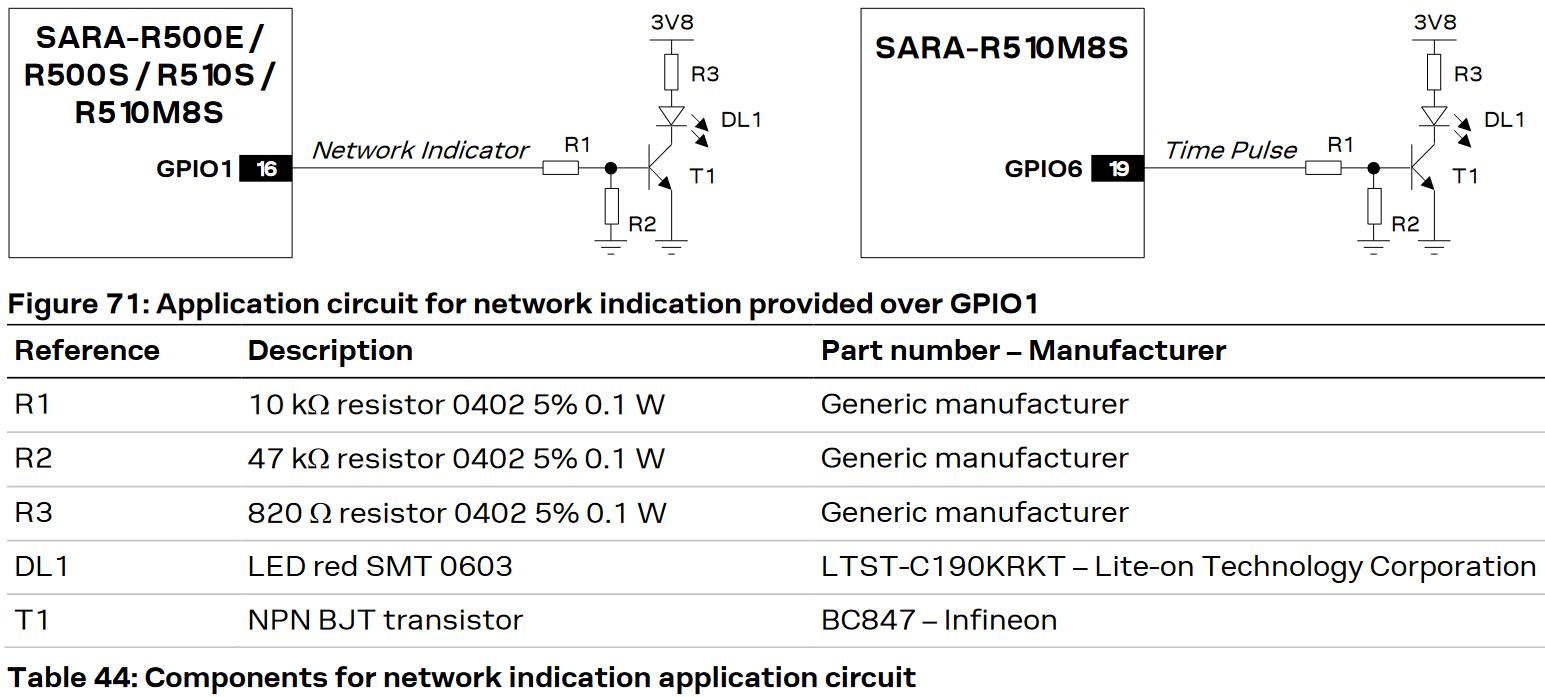 SARA-R500E /
R500S / R510S /
R510M8S
GPIO1 16
Network Indicator
R1
R2
3V8
R3
DL1
T1
SARA-R510M8S
GPIO6 19
Time Pulse
R1
R2
3V8
R3
DL1
T1
Figure 71: Application circuit for network indication provided over GPIO1
Reference Description Part number – Manufacturer
R1 10 kΩ resistor 0402 5% 0.1 W Generic manufacturer
R2 47 kΩ resistor 0402 5% 0.1 W Generic manufacturer
R3 820 Ω resistor 0402 5% 0.1 W Generic manufacturer
DL1 LED red SMT 0603 LTST-C190KRKT – Lite-on Technology Corporation
T1 NPN BJT transistor BC847 – Infineon
Table 44: Components for network indication application circuit